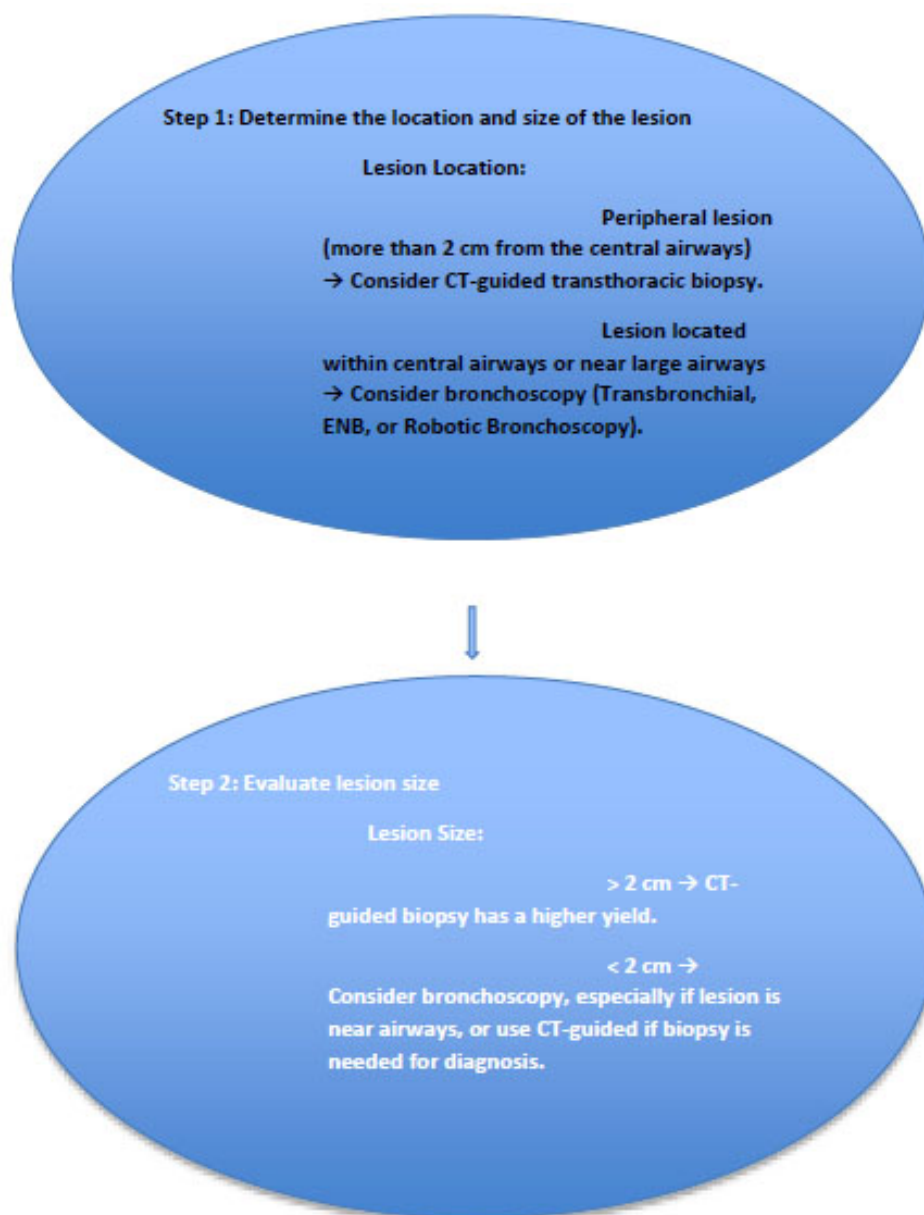 Step 1: Determine the location and size of the lesion
Lesion Location:
Peripheral lesion
(more than 2 cm from the central airways)
→ Consider CT-guided transthoracic biopsy.
Lesion located
within central airways or near large airways
→ Consider bronchoscopy (Transbronchial,
ENB, or Robotic Bronchoscopy).
Step 2: Evaluate lesion size
Lesion Size:
> 2 cm → CT-
guided biopsy has a higher yield.
< 2 cm →
Consider bronchoscopy, especially if lesion is
near airways, or use CT-guided if biopsy is
needed for diagnosis.